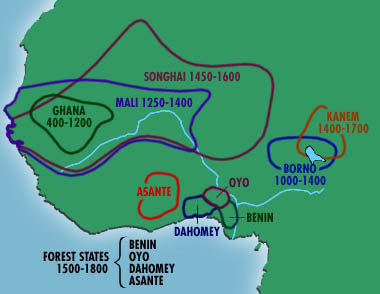 SONGHAI 1450-1600
MALI 1250-1400
GHANA
400-1200
KANEM
1400-1700
BORNO
1000-1400
ASANTE
OYO
BENIN
DAHOMEY
FOREST STATES
1500-1800
BENIN
OYO
DAHOMEY
ASANTE